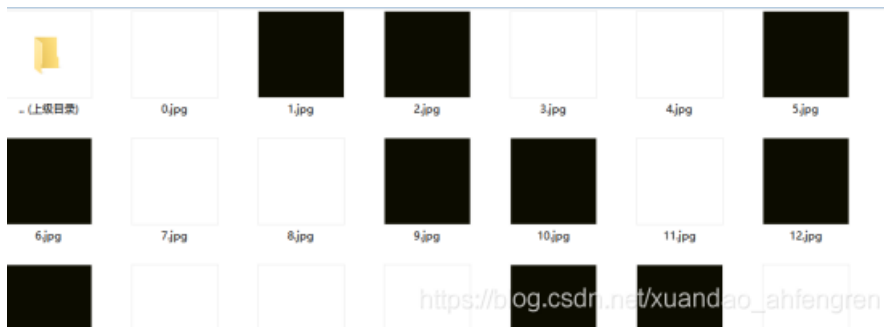 .. (上级目录) 0.jpg 1.jpg 2.jpg 3.jpg 4.jpg 5.jpg
6.jpg 7.jpg 8.jpg 9.jpg 10.jpg 11.jpg 12.jpg
https://blog.csdn.net/xuandao_ahfengren